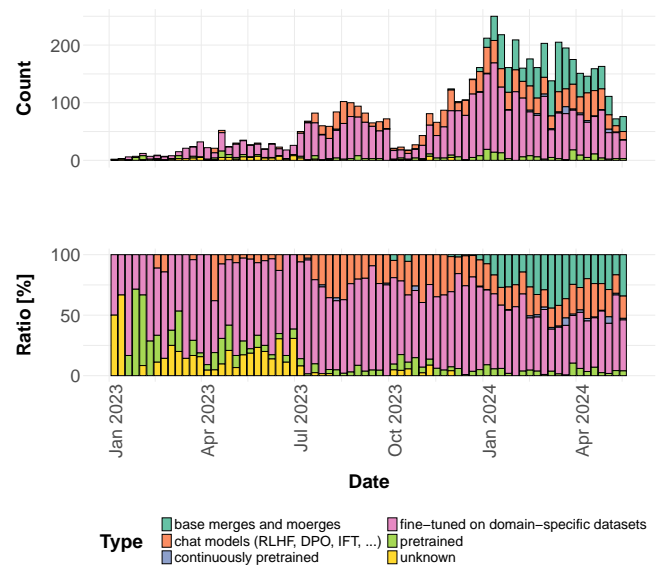 200
100
0
Count
100
50
0
Ratio [%]
Jan 2023
Apr 2023
Jul 2023
Oct 2023
Jan 2024
Apr 2024
Date
Type
base merges and moerges
chat models (RLHF, DPO, IFT, ...)
continuously pretrained
fine−tuned on domain−specific datasets
pretrained
unknown